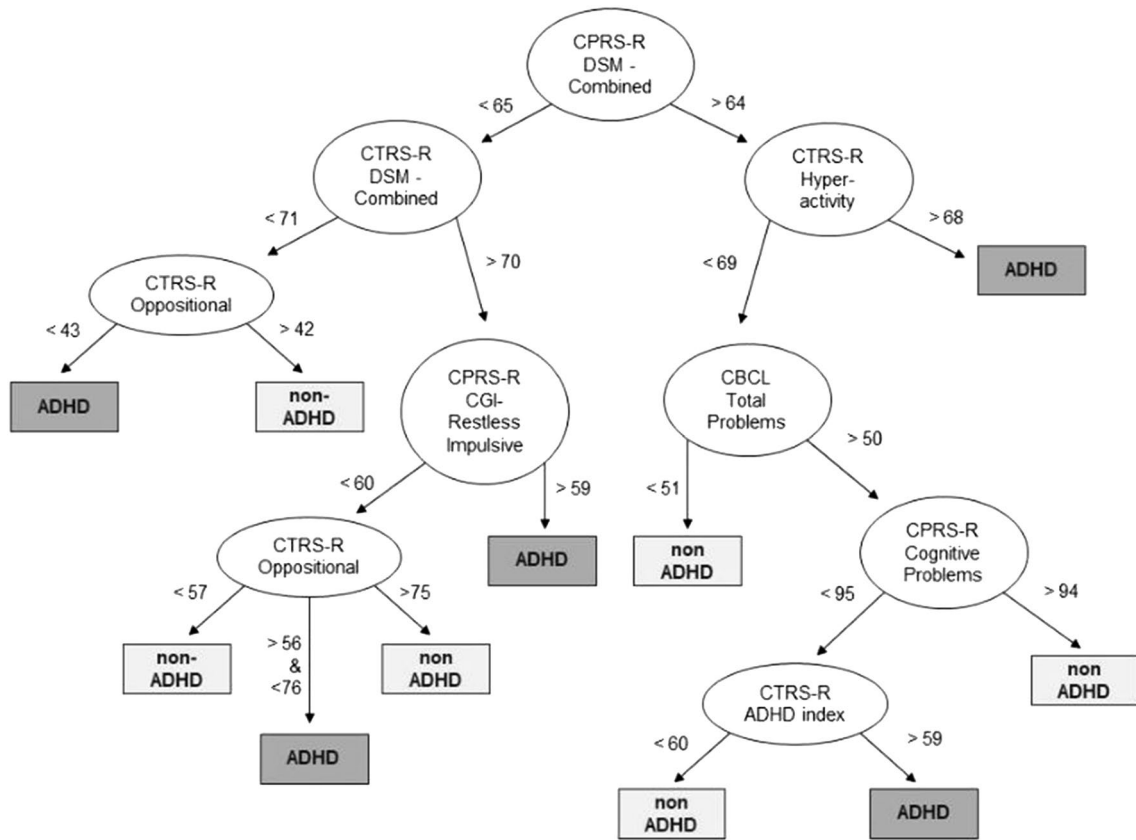 CPRS-R
DSM -
Combined
< 65
> 64
CTRS-R
DSM -
Combined
CTRS-R
Hyper-
activity
< 71
> 70
< 69
> 68
ADHD
CTRS-R
Oppositional
< 43
> 42
ADHD
non-
ADHD
CPRS-R
CGI-
Restless
Impulsive
CBCL
Total
Problems
< 60
> 59
< 51
> 50
CTRS-R
Oppositional
ADHD
non
ADHD
CPRS-R
Cognitive
Problems
< 57
> 56
&
<76
>75
< 95
> 94
non-
ADHD
non
ADHD
non
ADHD
ADHD
CTRS-R
ADHD index
< 60
> 59
non
ADHD
ADHD